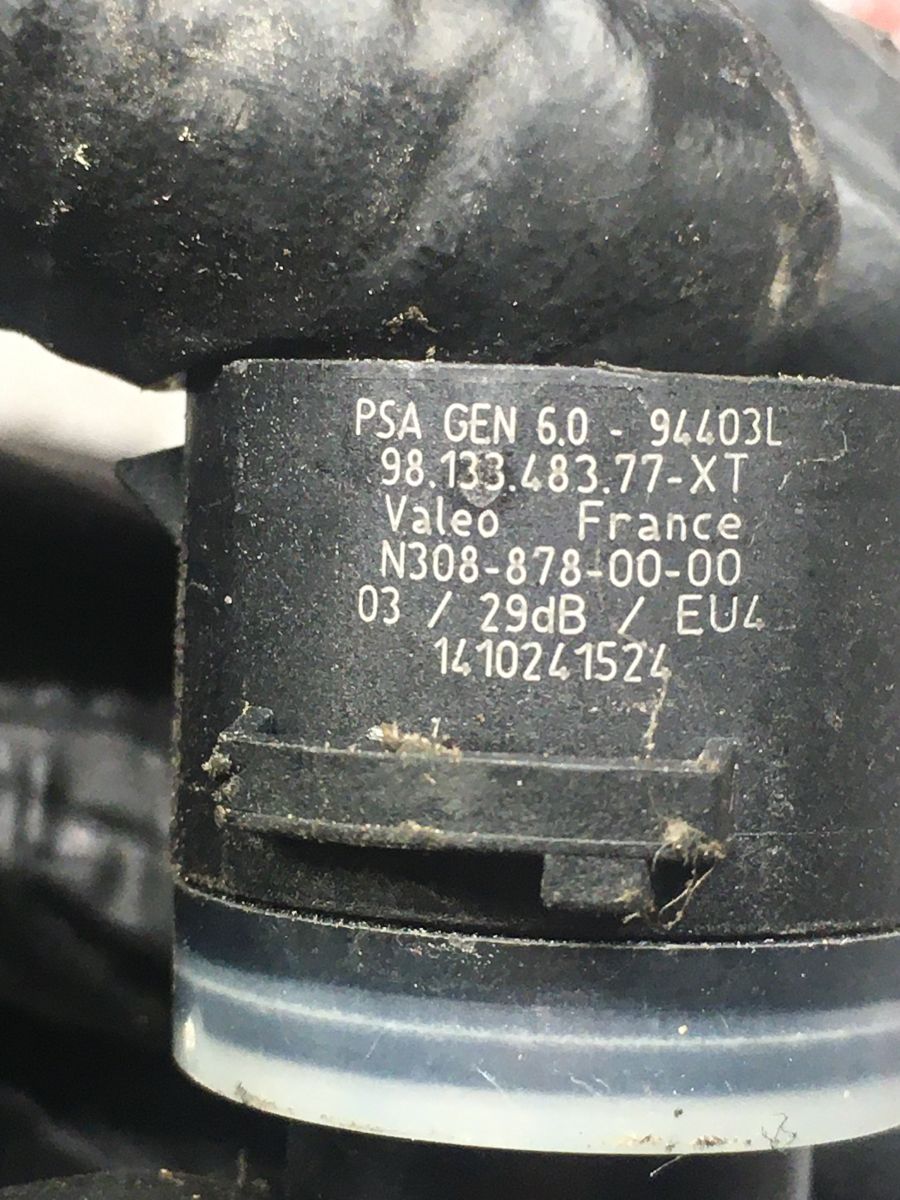 PSA GEN 6.0 - 94403L
98.133.483.77-XT
Valeo France
N308-878-00-00
03 / 29dB / EU4
1410241524